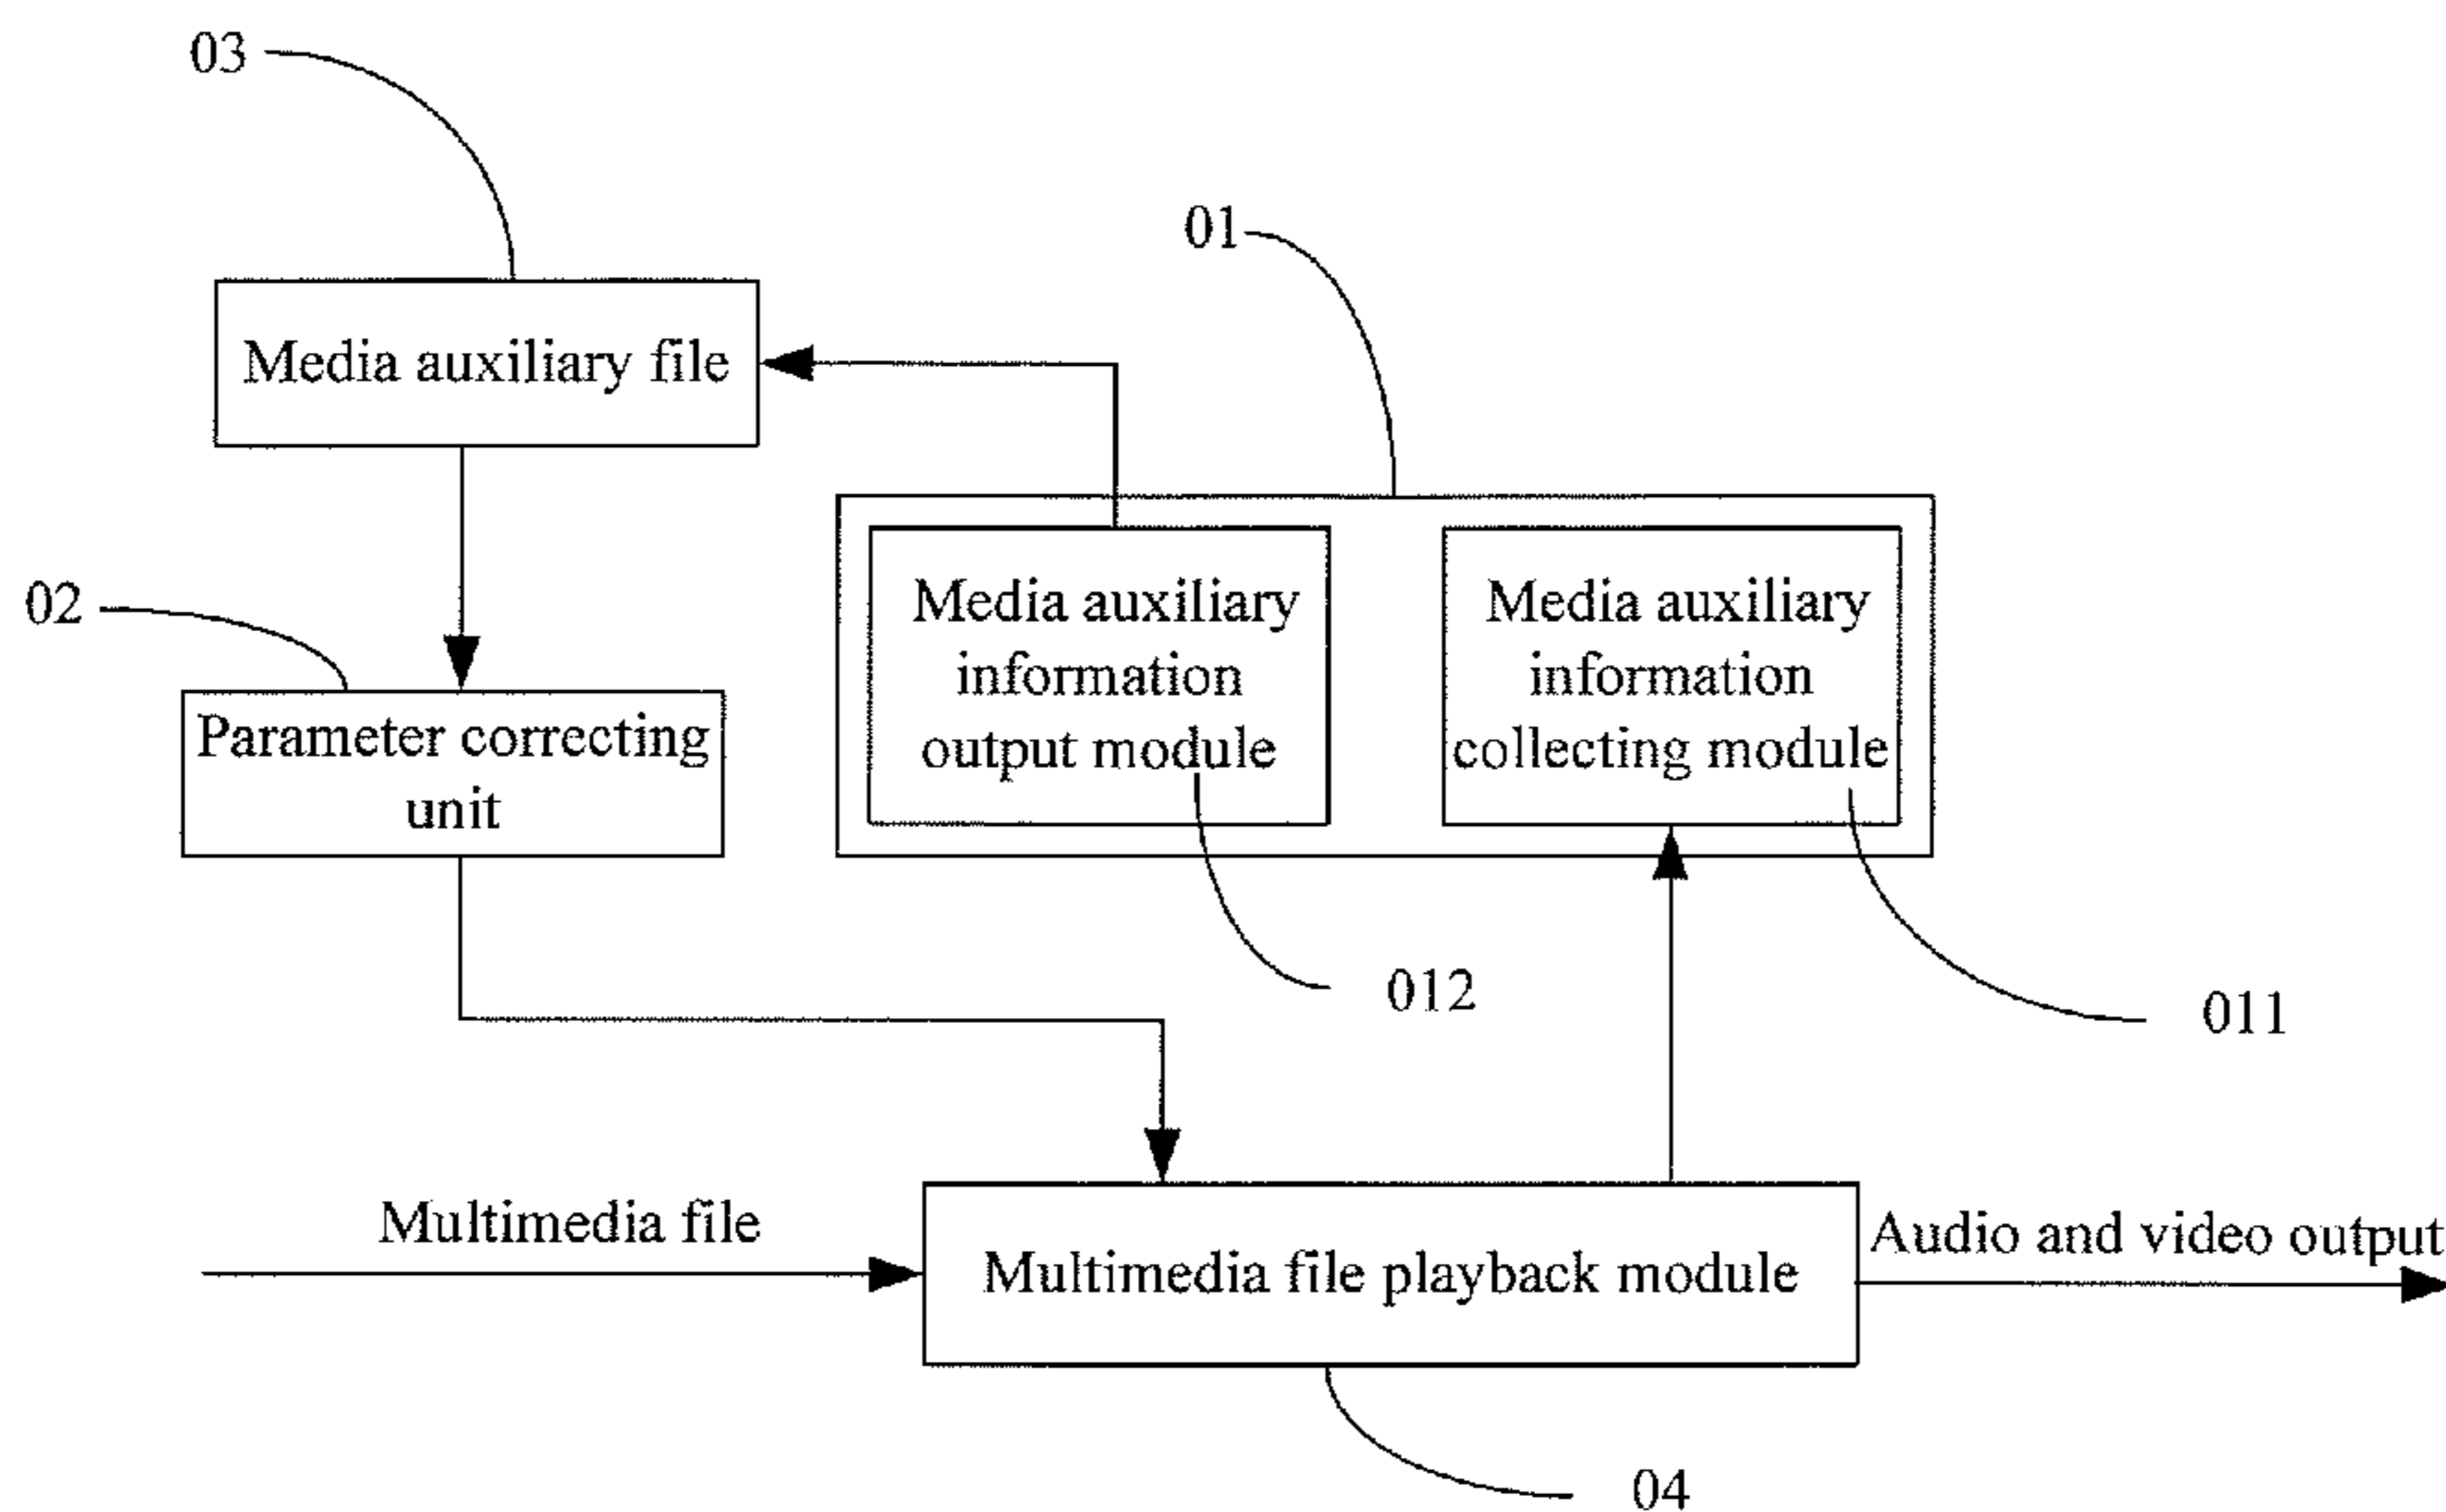 03
01
Media auxiliary file
02
Parameter correcting
unit
Media auxiliary
information
output module
Media auxiliary
information
collecting module
012
011
Multimedia file
Multimedia file playback module
Audio and video output
04